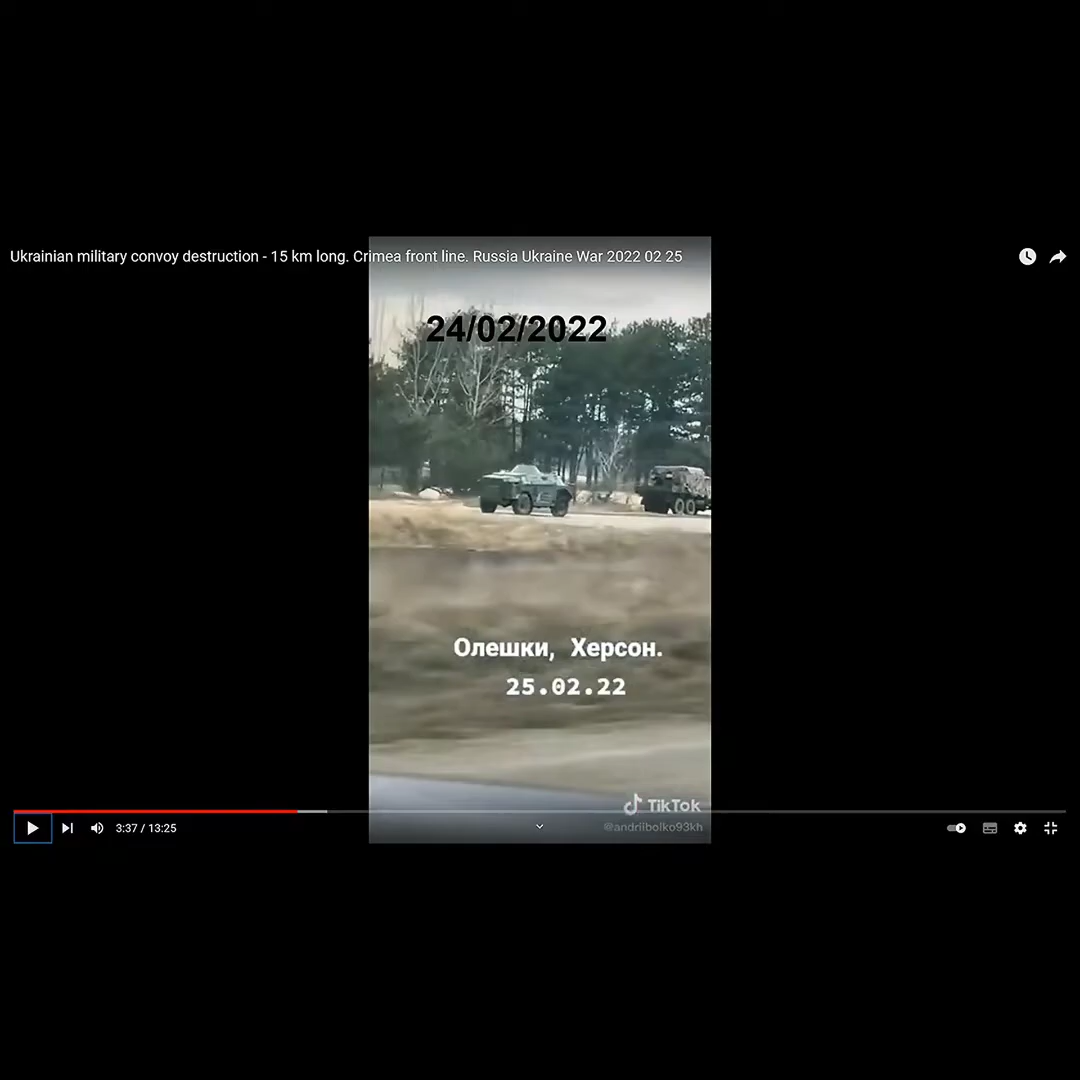 Ukrainian military convoy destruction - 15 km long. Crimea front line. Russia Ukraine War 2022 02 25
24/02/2022
Олешки, Херсон.
25.02.22
TikTok
@andriibolko93kh
3:37 / 13:25